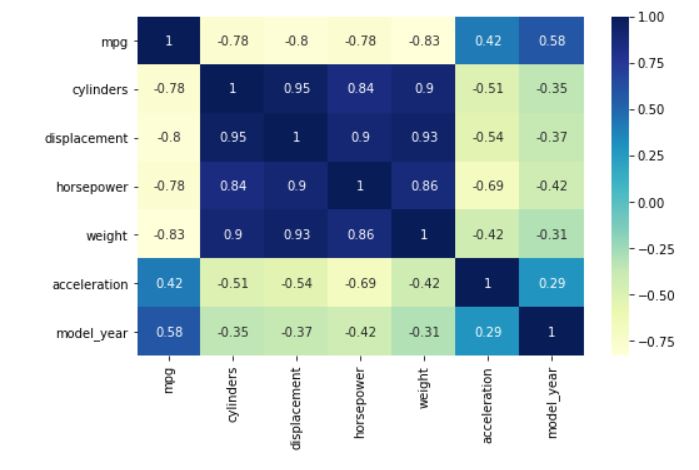 mpg 1 -0.78 -0.8 -0.78 -0.83 0.42 0.58
cylinders -0.78 1 0.95 0.84 0.9 -0.51 -0.35
displacement -0.8 0.95 1 0.9 0.93 -0.54 -0.37
horsepower -0.78 0.84 0.9 1 0.86 -0.69 -0.42
weight -0.83 0.9 0.93 0.86 1 -0.42 -0.31
acceleration 0.42 -0.51 -0.54 -0.69 -0.42 1 0.29
model_year 0.58 -0.35 -0.37 -0.42 -0.31 0.29 1
mpg
cylinders
displacement
horsepower
weight
acceleration
model_year
1.00
0.75
0.50
0.25
0.00
−0.25
−0.50
−0.75